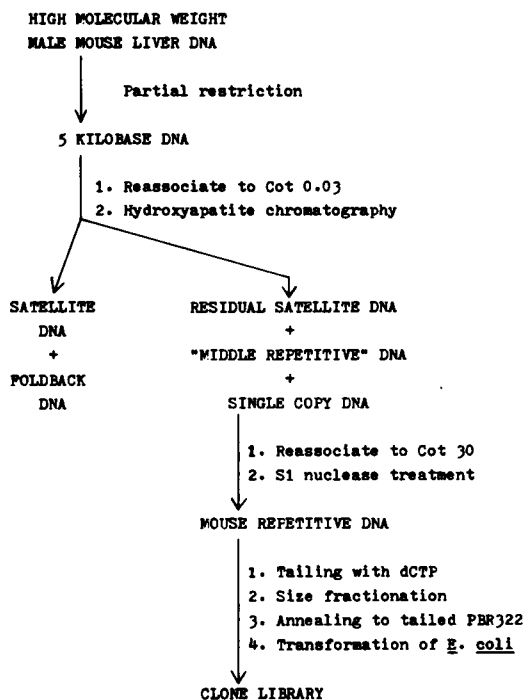 HIGH MOLECULAR WEIGHT
MALE MOUSE LIVER DNA
Partial restriction
5 KILOBASE DNA
1. Reassociate to Cot 0.03
2. Hydroxyapatite chromatography
SATELLITE
DNA
+
FOLDBACK
DNA
RESIDUAL SATELLITE DNA
+
"MIDDLE REPETITIVE" DNA
+
SINGLE COPY DNA
1. Reassociate to Cot 30
2. S1 nuclease treatment
MOUSE REPETITIVE DNA
1. Tailing with dCTP
2. Size fractionation
3. Annealing to tailed PBR322
4. Transformation of E. coli
CLONE LIBRARY